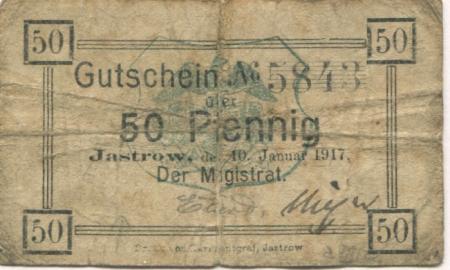 50 50
Gutschein № 5843
über
50 Pfennig
Jastrow, den 10. Januar 1917.
Der Magistrat.
50 50
Jastrow